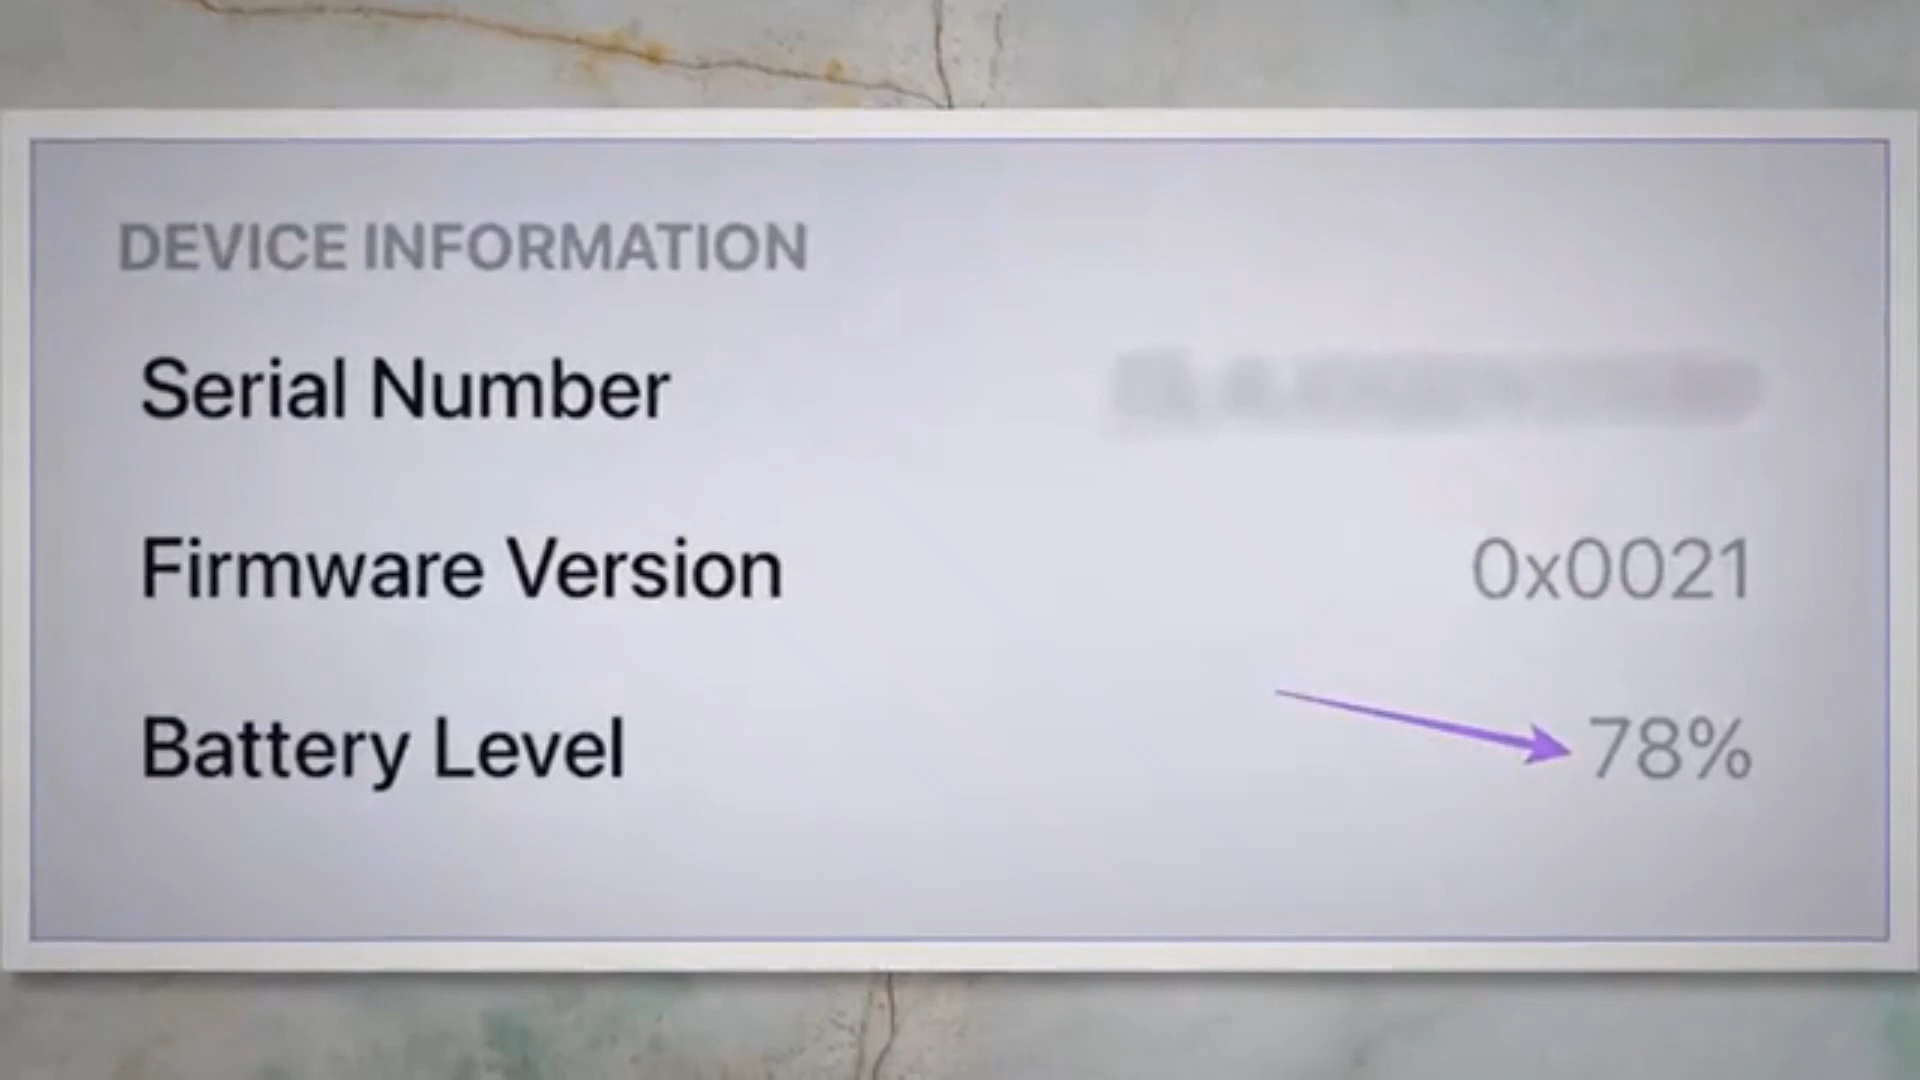 DEVICE INFORMATION
Serial Number
Firmware Version 0x0021
Battery Level 78%